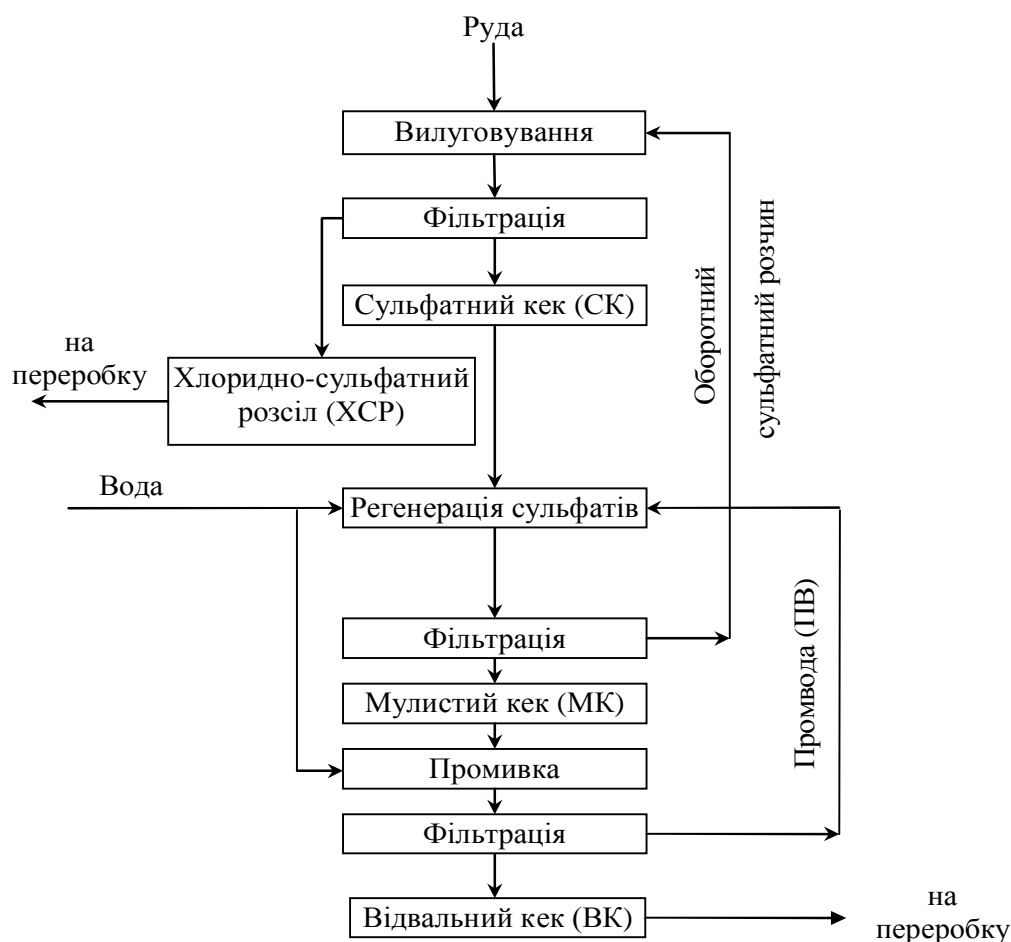 Руда
Вилуговування
Фільтрація
Сульфатний кек (СК)
на
переробку
Хлоридно-сульфатний
розсіл (ХСР)
Оборотний
сульфатний розчин
Вода
Регенерація сульфатів
Фільтрація
Мулистий кек (МК)
Промивка
Промвода (ПВ)
Фільтрація
Відвальний кек (ВК)
на
переробку